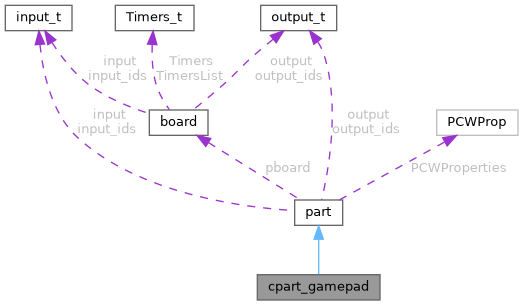 input_t
Timers_t
output_t
input
input_ids
Timers
TimersList
output
output_ids
input
input_ids
board
output
output_ids
PCWProp
pboard
PCWProperties
part
cpart_gamepad